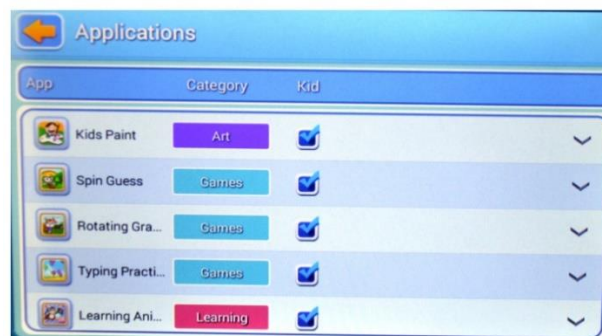 Applications
App Category Kid
Kids Paint Art
Spin Guess Games
Rotating Gra... Games
Typing Practi... Games
Learning Ani... Learning